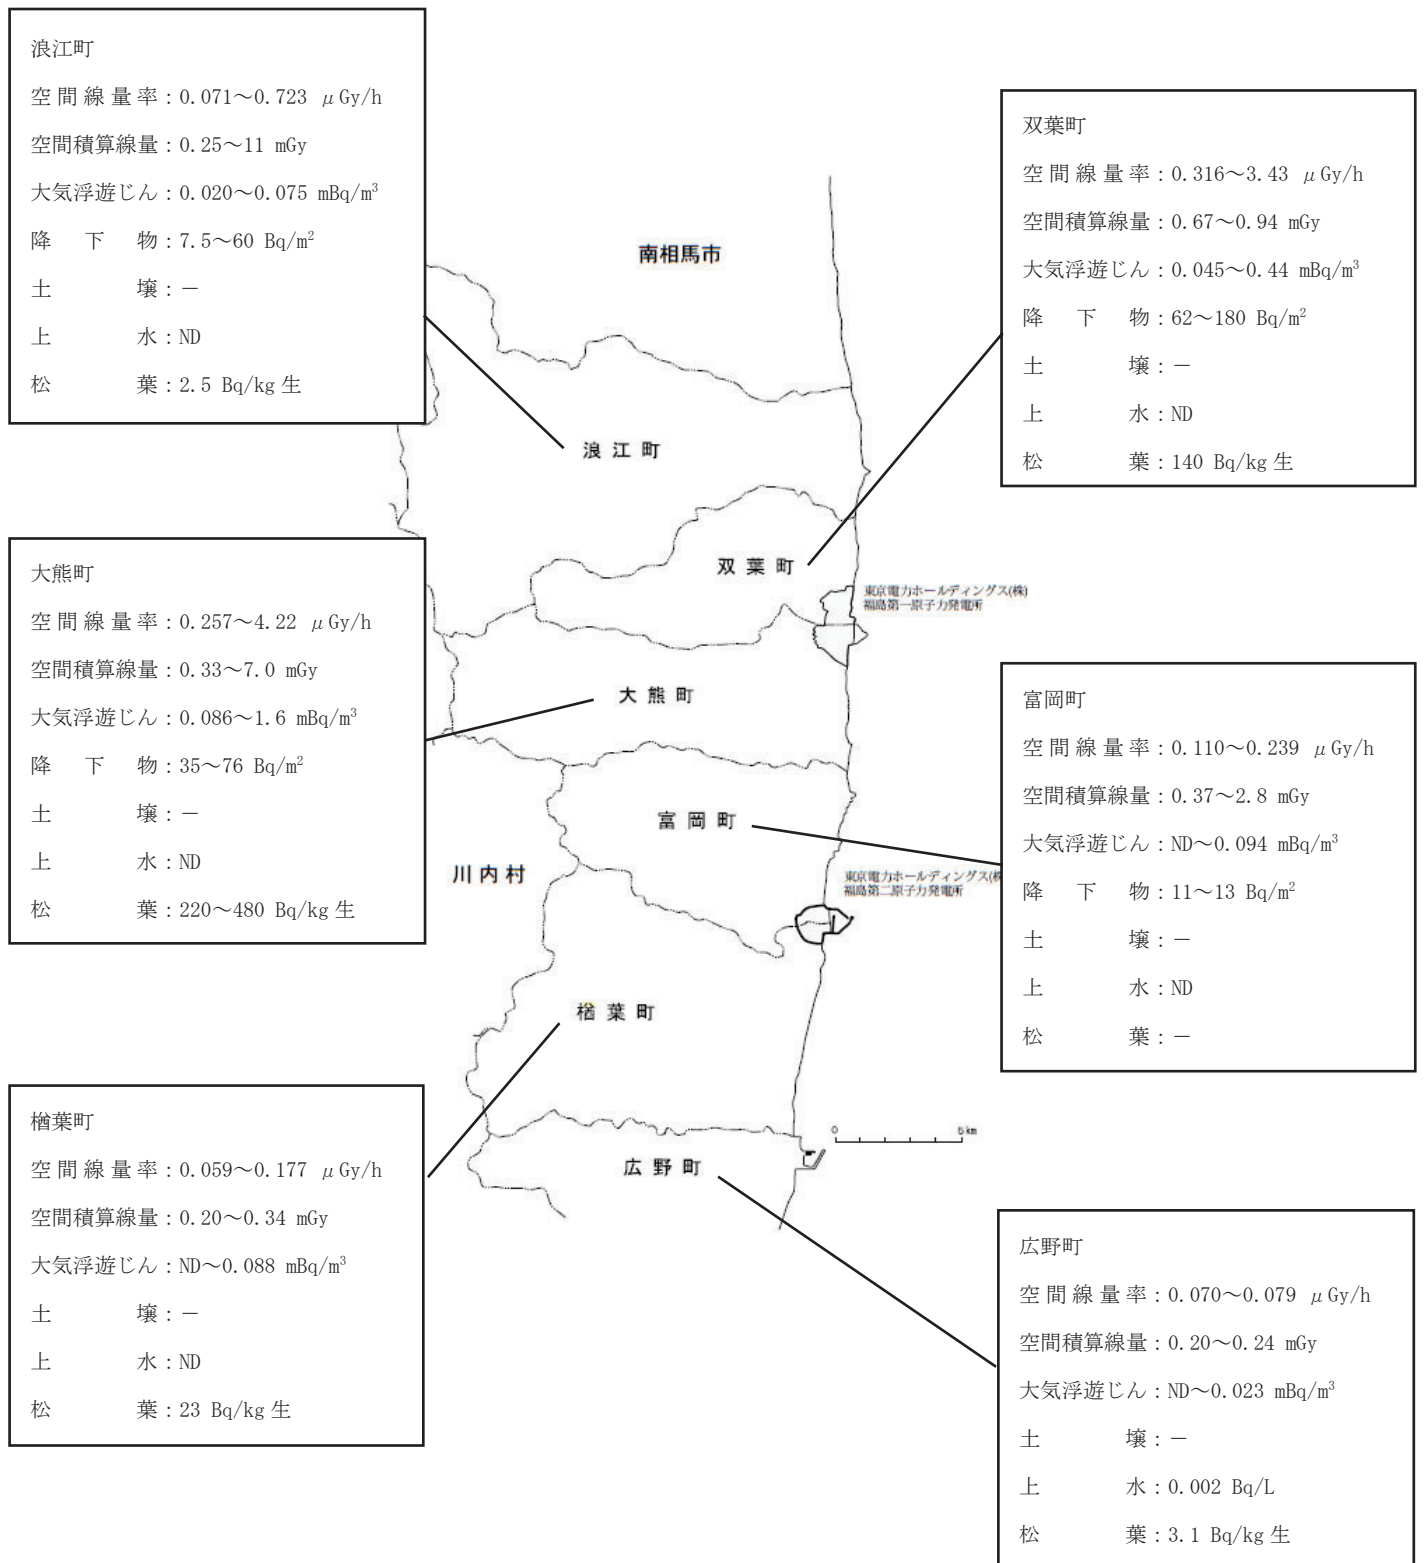 浪江町
空間線量率：0.071～0.723 μGy/h
空間積算線量：0.25～11 mGy
大気浮遊じん：0.020～0.075 mBq/m³
降下物：7.5～60 Bq/m²
土壌：－
上水：ND
松葉：2.5 Bq/kg 生
双葉町
空間線量率：0.316～3.43 μGy/h
空間積算線量：0.67～0.94 mGy
大気浮遊じん：0.045～0.44 mBq/m³
降下物：62～180 Bq/m²
土壌：－
上水：ND
松葉：140 Bq/kg 生
南相馬市
浪江町
双葉町
東京電力ホールディングス(株)
福島第一原子力発電所
大熊町
空間線量率：0.257～4.22 μGy/h
空間積算線量：0.33～7.0 mGy
大気浮遊じん：0.086～1.6 mBq/m³
降下物：35～76 Bq/m²
土壌：－
上水：ND
松葉：220～480 Bq/kg 生
大熊町
富岡町
空間線量率：0.110～0.239 μGy/h
空間積算線量：0.37～2.8 mGy
大気浮遊じん：ND～0.094 mBq/m³
降下物：11～13 Bq/m²
土壌：－
上水：ND
松葉：－
富岡町
川内村
東京電力ホールディングス(株
福島第二原子力発電所
楢葉町
楢葉町
空間線量率：0.059～0.177 μGy/h
空間積算線量：0.20～0.34 mGy
大気浮遊じん：ND～0.088 mBq/m³
土壌：－
上水：ND
松葉：23 Bq/kg 生
0 5km
広野町
広野町
空間線量率：0.070～0.079 μGy/h
空間積算線量：0.20～0.24 mGy
大気浮遊じん：ND～0.023 mBq/m³
土壌：－
上水：0.002 Bq/L
松葉：3.1 Bq/kg 生